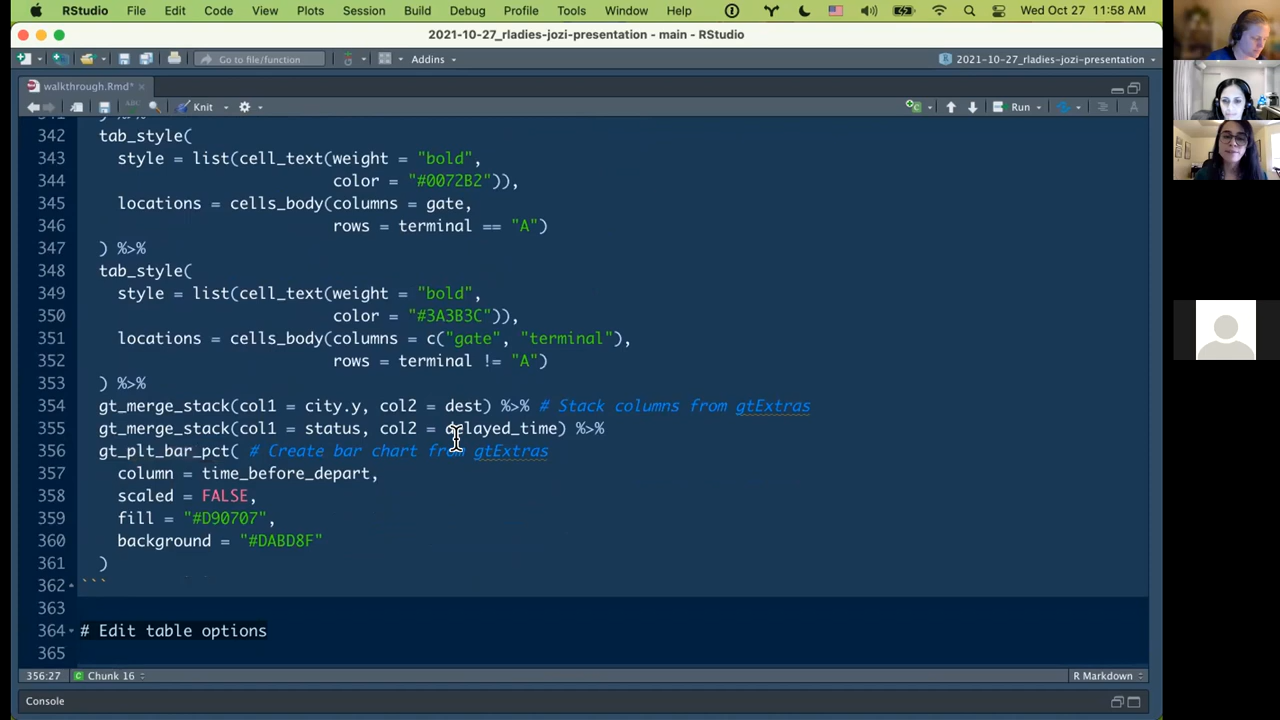 RStudio File Edit Code View Plots Session Build Debug Profile Tools Window Help Wed Oct 27 11:58 AM
2021-10-27_rladies-jozi-presentation - main - RStudio
Go to file/function Addins 2021-10-27_rladies-jozi-presentation
walkthrough.Rmd*
Knit Run
342 tab_style(
343 style = list(cell_text(weight = "bold",
344 color = "#0072B2")),
345 locations = cells_body(columns = gate,
346 rows = terminal == "A")
347 ) %>%
348 tab_style(
349 style = list(cell_text(weight = "bold",
350 color = "#3A3B3C")),
351 locations = cells_body(columns = c("gate", "terminal"),
352 rows = terminal != "A")
353 ) %>%
354 gt_merge_stack(col1 = city.y, col2 = dest) %>% # Stack columns from gtExtras
355 gt_merge_stack(col1 = status, col2 = delayed_time) %>%
356 gt_plt_bar_pct( # Create bar chart from gtExtras
357 column = time_before_depart,
358 scaled = FALSE,
359 fill = "#D90707",
360 background = "#DABD8F"
361 )
362 ```
363
364 # Edit table options
365
356:27 Chunk 16 R Markdown
Console